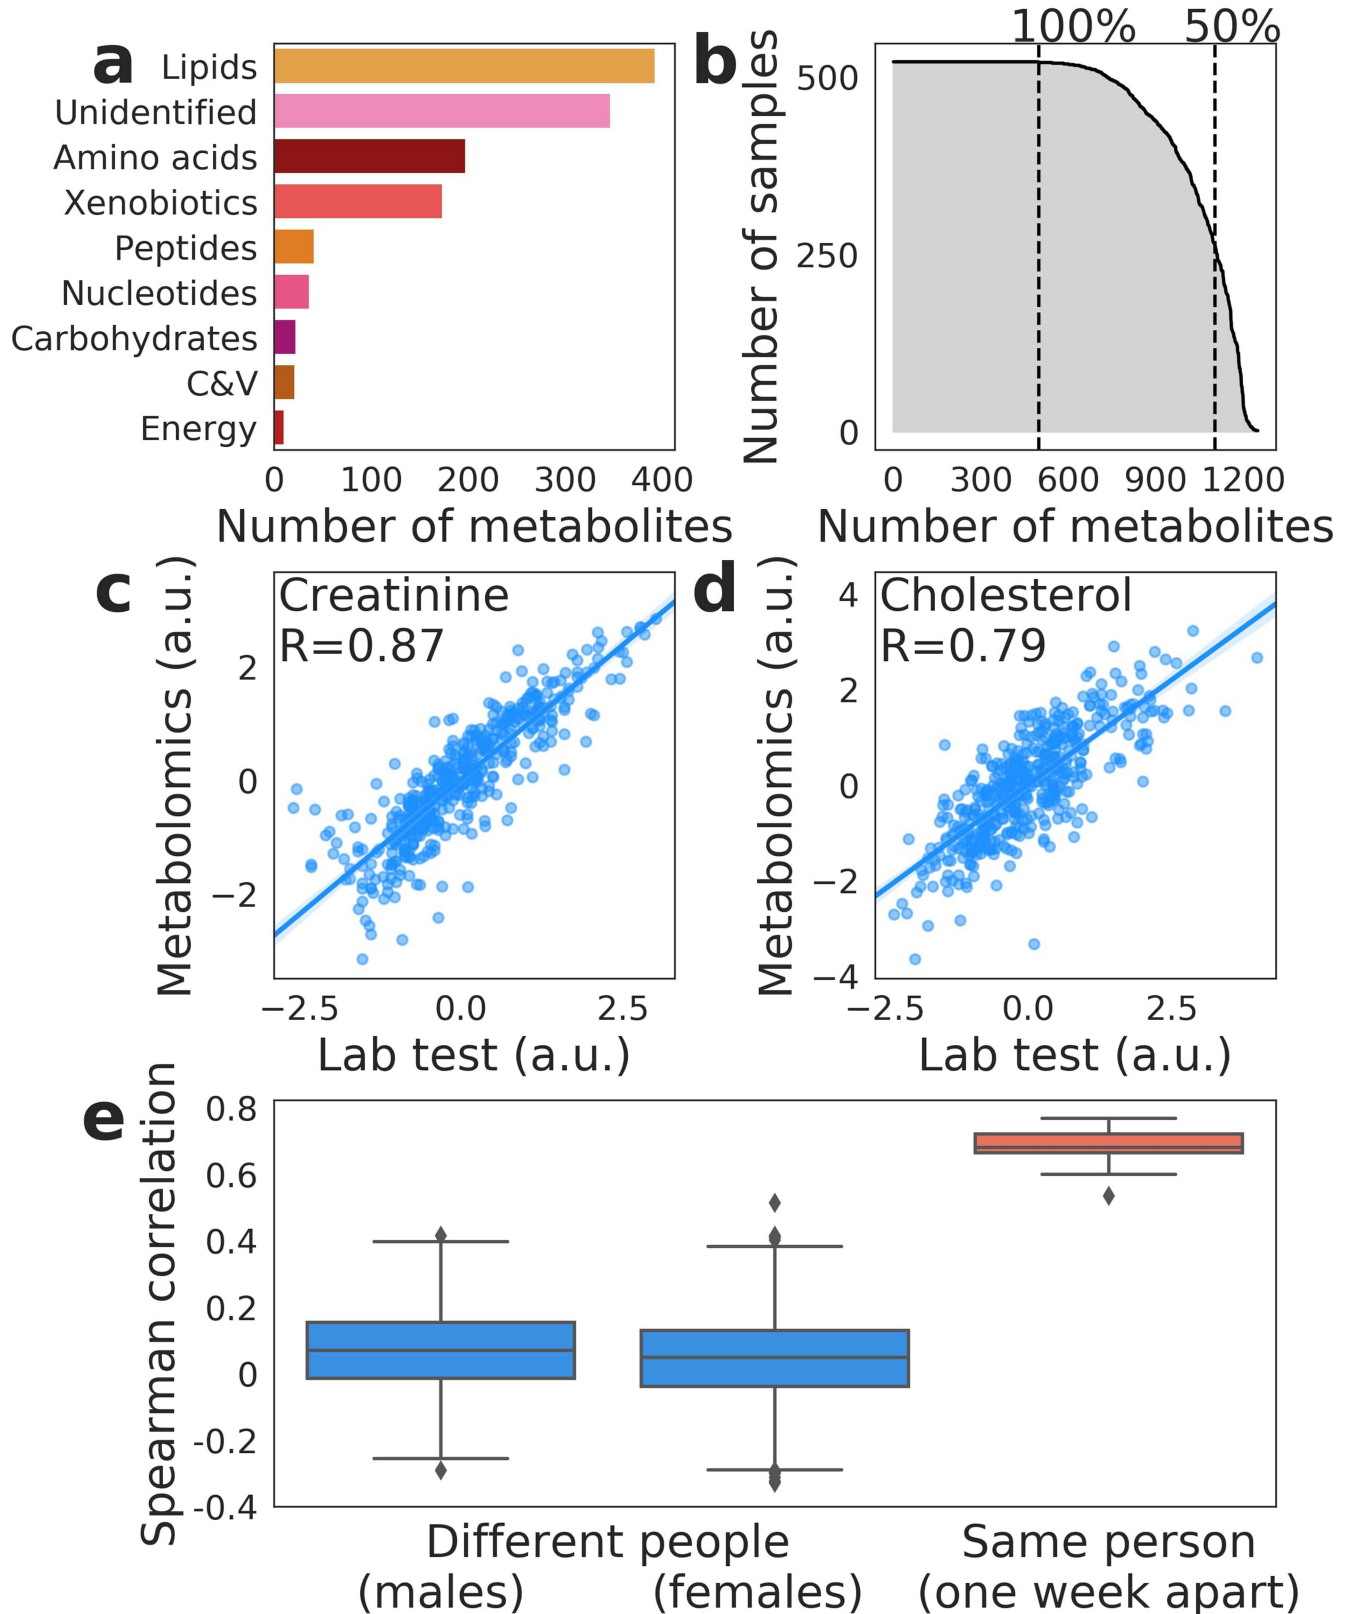 a
Lipids
Unidentified
Amino acids
Xenobiotics
Peptides
Nucleotides
Carbohydrates
C&V
Energy
0 100 200 300 400
Number of metabolites
b
100% 50%
Number of samples
500
250
0
0 300 600 900 1200
Number of metabolites
c
Creatinine
R=0.87
Metabolomics (a.u.)
2
0
−2
−2.5 0.0 2.5
Lab test (a.u.)
d
Cholesterol
R=0.79
Metabolomics (a.u.)
4
2
0
−2
−4
−2.5 0.0 2.5
Lab test (a.u.)
e
Spearman correlation
0.8
0.6
0.4
0.2
0
-0.2
-0.4
Different people
(males) (females)
Same person
(one week apart)